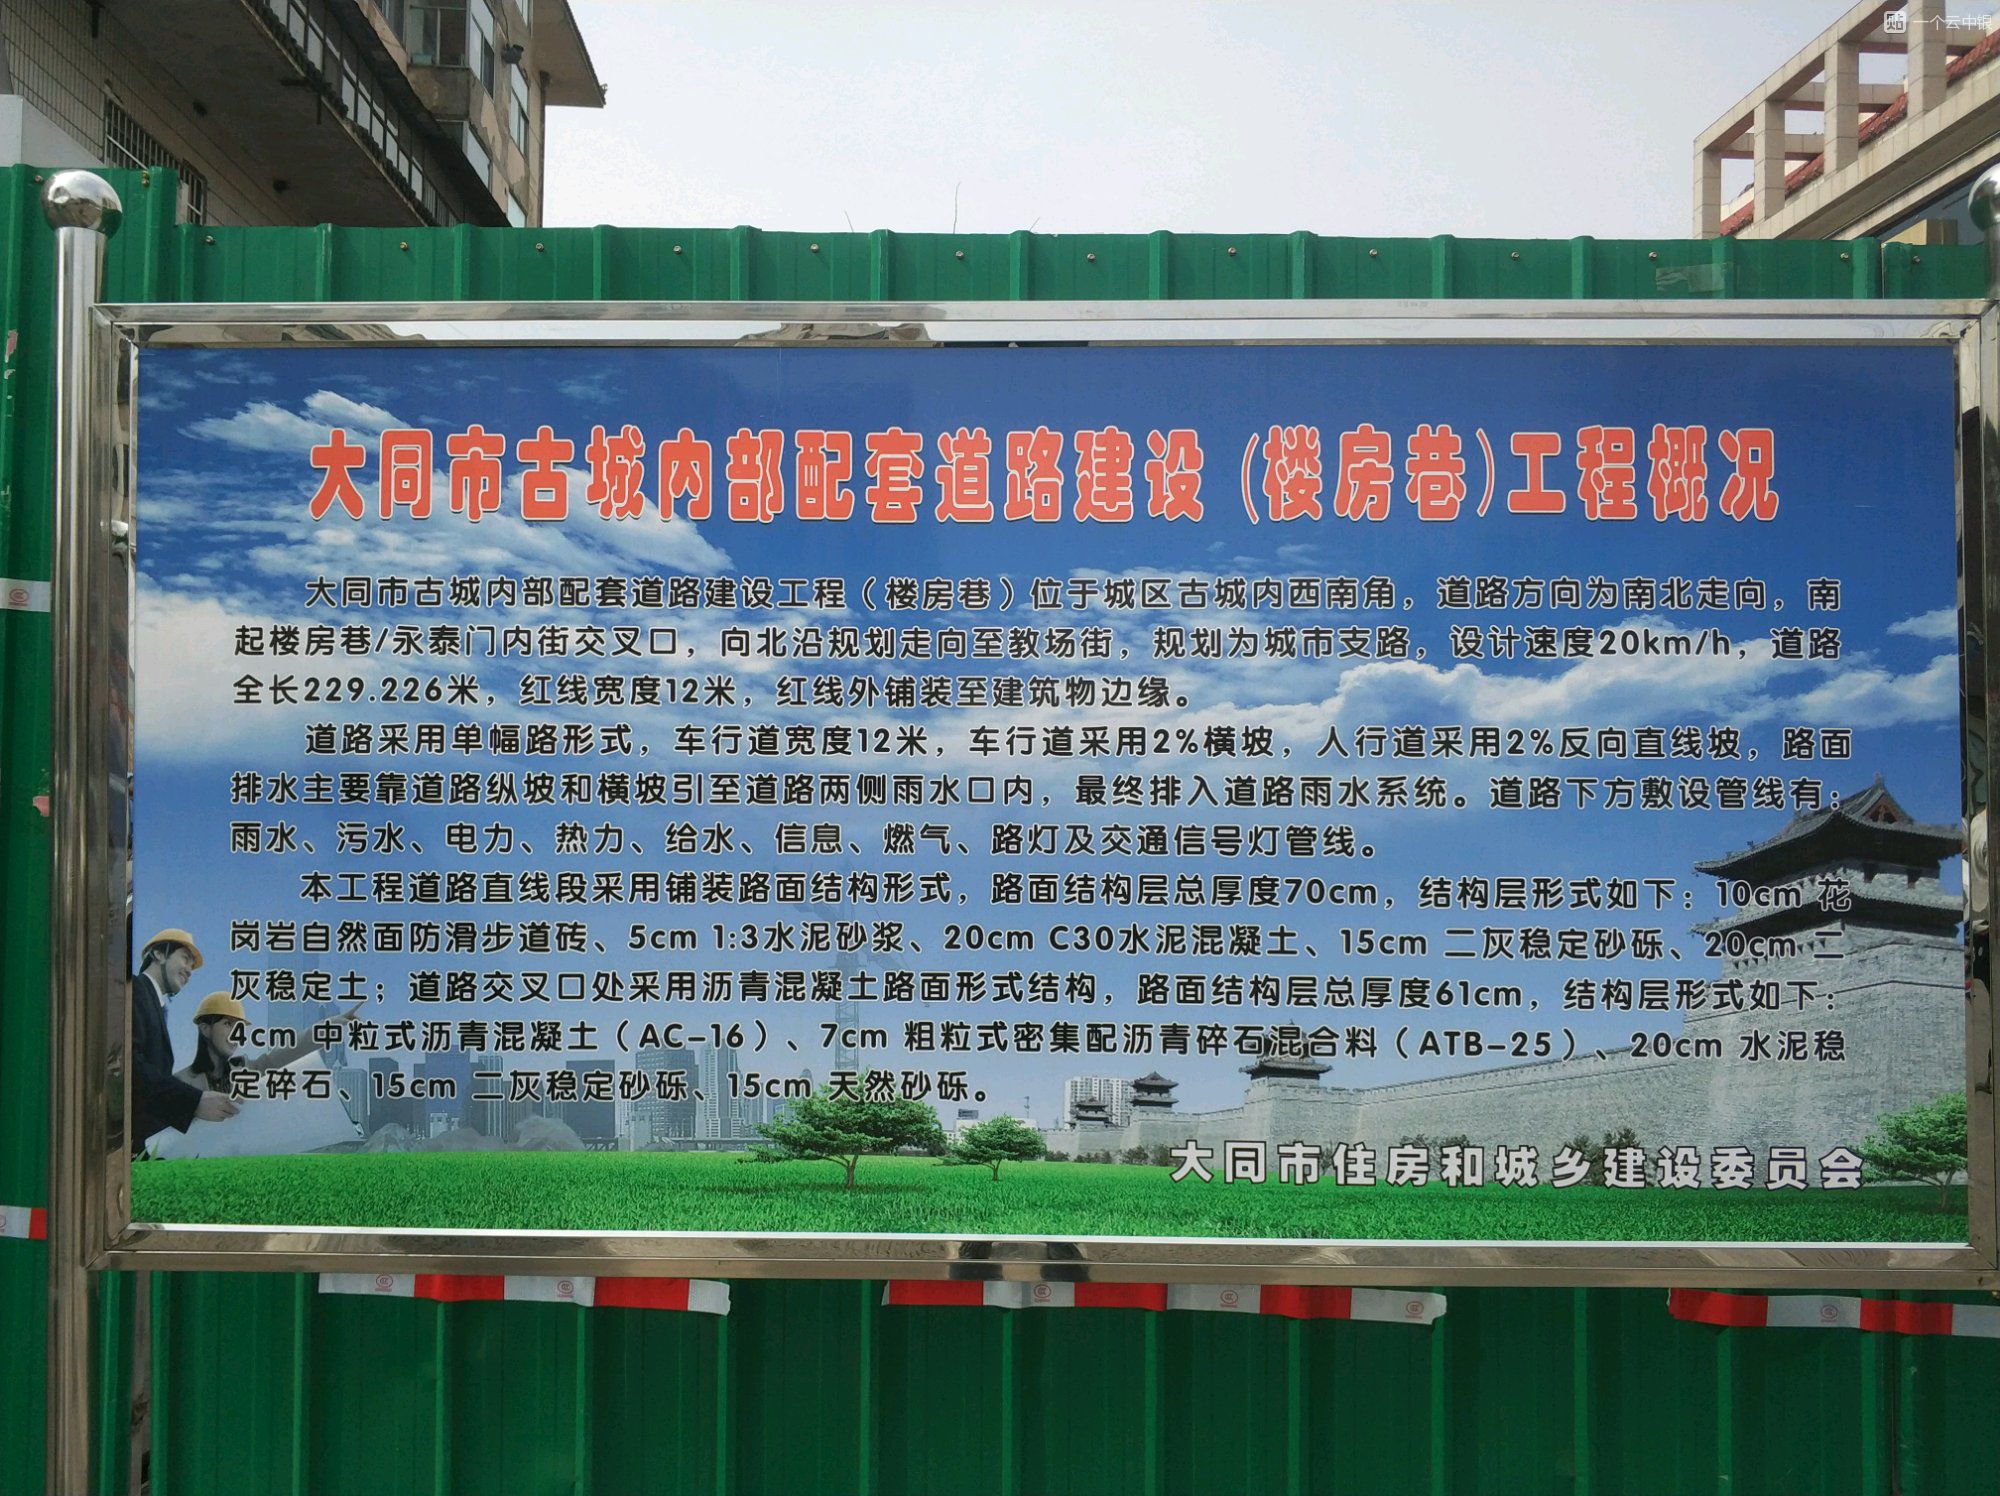 贴 一个云中银
大同市古城内部配套道路建设(楼房巷)工程概况
大同市古城内部配套道路建设工程（楼房巷）位于城区古城内西南角，道路方向为南北走向，南
起楼房巷/永泰门内街交叉口，向北沿规划走向至教场街，规划为城市支路，设计速度20km/h，道路
全长229.226米，红线宽度12米，红线外铺装至建筑物边缘。
道路采用单幅路形式，车行道宽度12米，车行道采用2%横坡，人行道采用2%反向直线坡，路面
排水主要靠道路纵坡和横坡引至道路两侧雨水口内，最终排入道路雨水系统。道路下方敷设管线有：
雨水、污水、电力、热力、给水、信息、燃气、路灯及交通信号灯管线。
本工程道路直线段采用铺装路面结构形式，路面结构层总厚度70cm，结构层形式如下：10cm 花
岗岩自然面防滑步道砖、5cm 1:3水泥砂浆、20cm C30水泥混凝土、15cm 二灰稳定砂砾、20cm 二
灰稳定土；道路交叉口处采用沥青混凝土路面形式结构，路面结构层总厚度61cm，结构层形式如下：
4cm 中粒式沥青混凝土（AC-16）、7cm 粗粒式密集配沥青碎石混合料（ATB-25）、20cm 水泥稳
定碎石、15cm 二灰稳定砂砾、15cm 天然砂砾。
大同市住房和城乡建设委员会